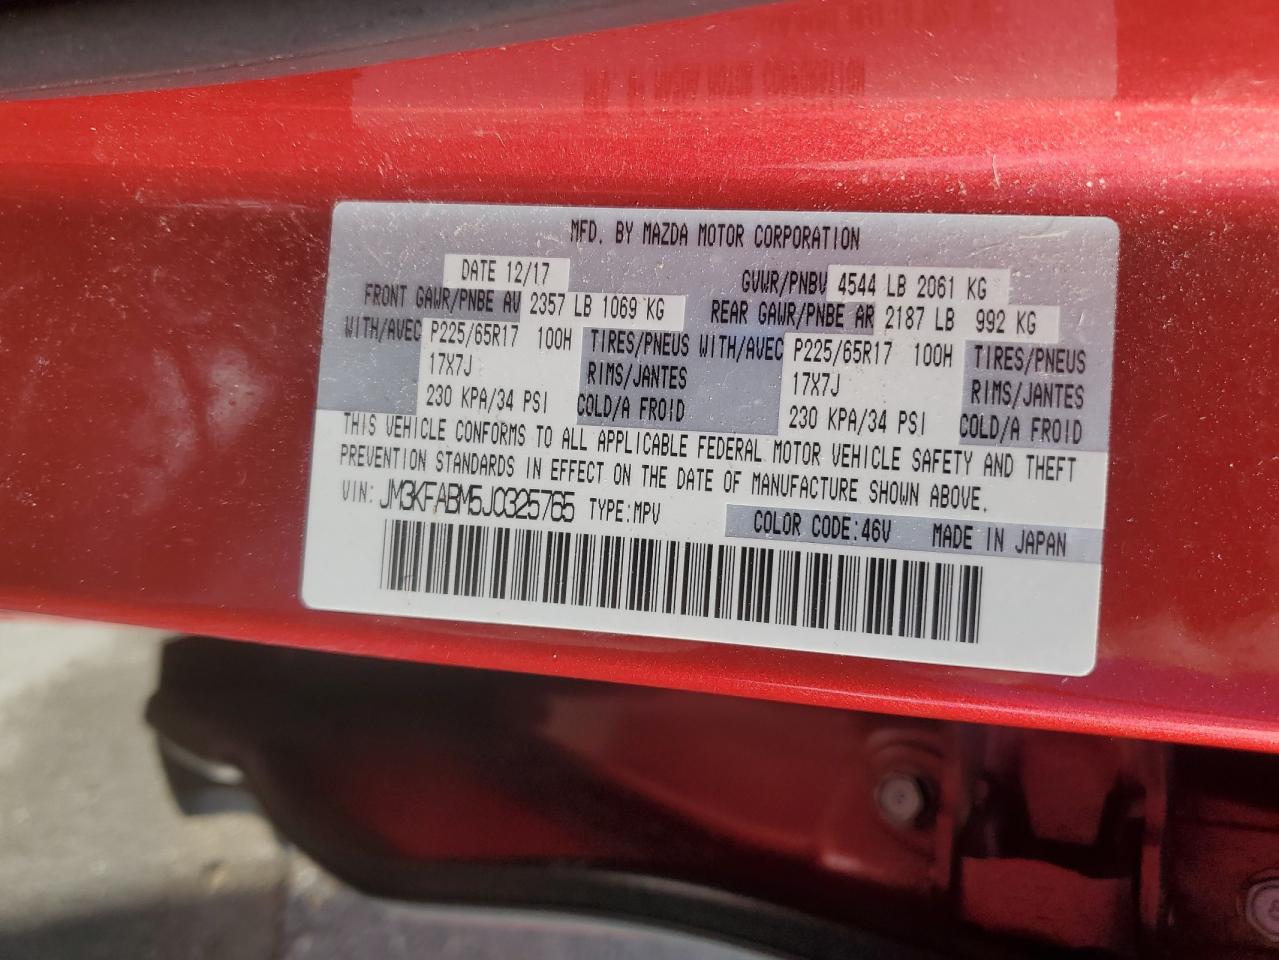 MFD. BY MAZDA MOTOR CORPORATION
DATE 12/17 GVWR/PNBV 4544 LB 2061 KG
FRONT GAWR/PNBE AV 2357 LB 1069 KG REAR GAWR/PNBE AR 2187 LB 992 KG
WITH/AVEC P225/65R17 100H TIRES/PNEUS WITH/AVEC P225/65R17 100H TIRES/PNEUS
17X7J RIMS/JANTES 17X7J RIMS/JANTES
230 KPA/34 PSI COLD/A FROID 230 KPA/34 PSI COLD/A FROID
THIS VEHICLE CONFORMS TO ALL APPLICABLE FEDERAL MOTOR VEHICLE SAFETY AND THEFT
PREVENTION STANDARDS IN EFFECT ON THE DATE OF MANUFACTURE SHOWN ABOVE.
VIN: JM3KFABM5J0325765 TYPE:MPV COLOR CODE:46V MADE IN JAPAN